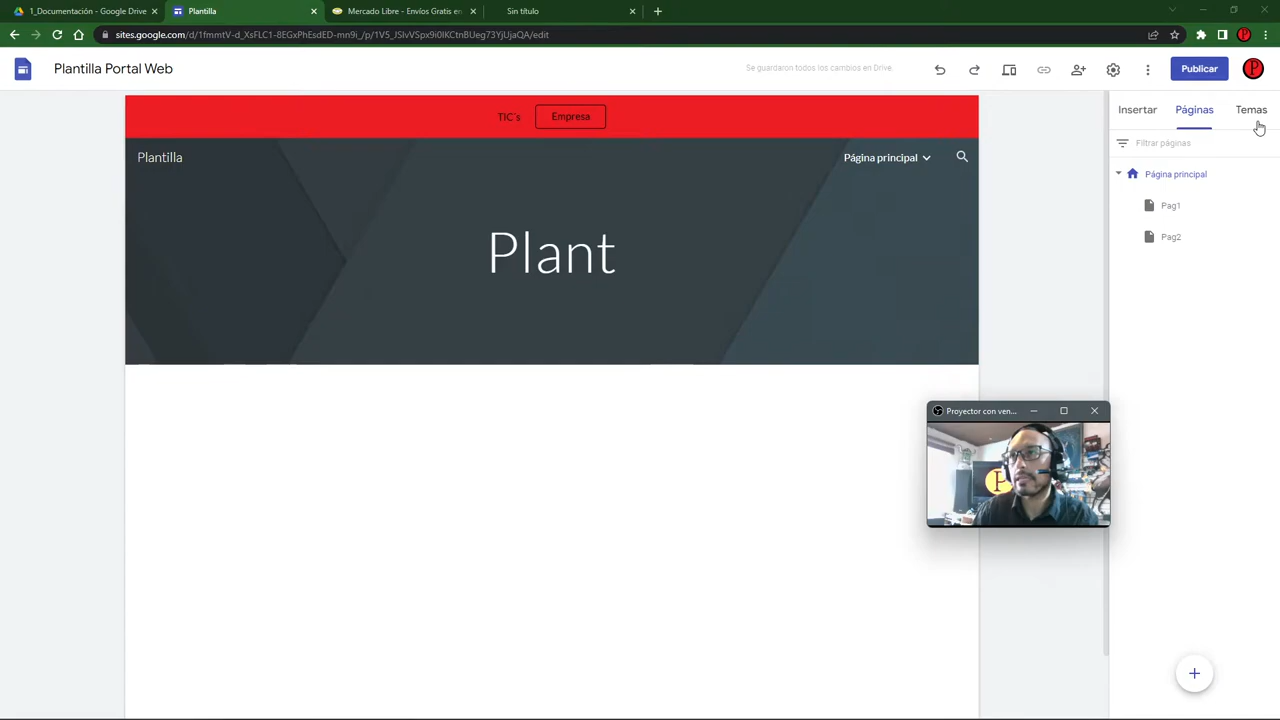 1_Documentación - Google Drive
Plantilla
Mercado Libre - Envíos Gratis en
Sin título
sites.google.com/d/1fmmtV-d_XsFLC1-8EGxPhEsdED-mn9i_/p/1V5_JSIvVSpx9i0lKCtnBUeg73YjUjaQA/edit
Plantilla Portal Web
Se guardaron todos los cambios en Drive.
Publicar
P
Insertar
Páginas
Temas
TIC´s
Empresa
Filtrar páginas
Plantilla
Página principal
Página principal
Pag1
Pag2
Plant
Proyector con ven...
P